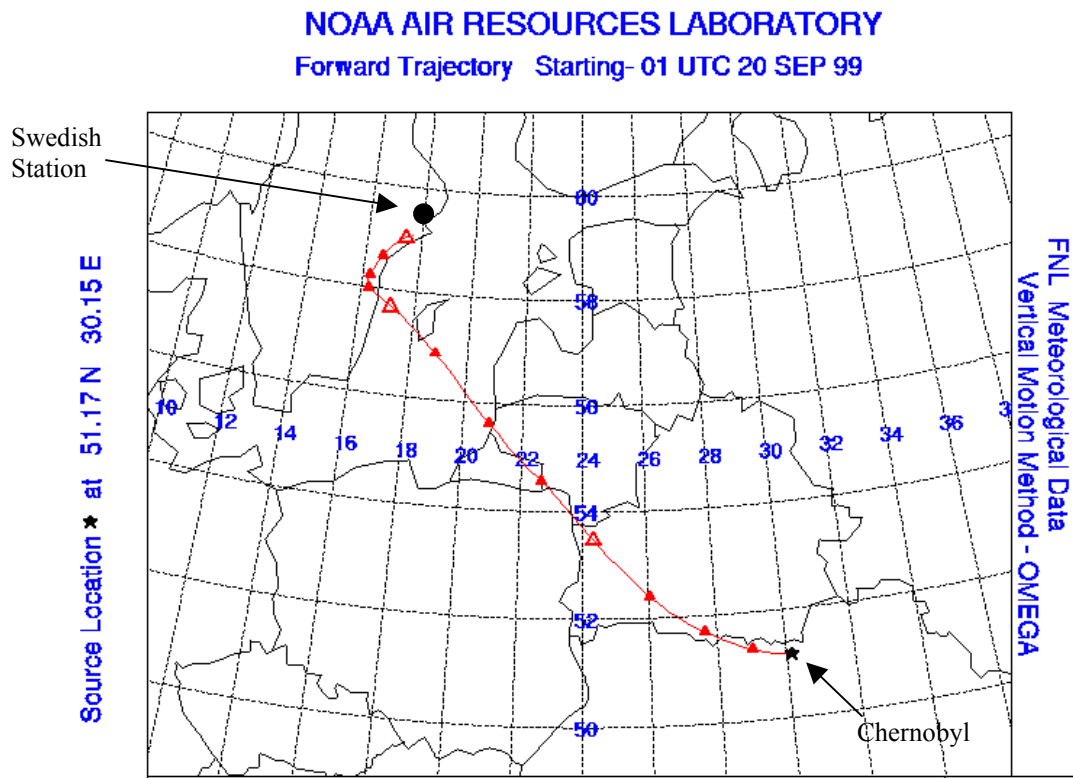 NOAA AIR RESOURCES LABORATORY
Forward Trajectory Starting- 01 UTC 20 SEP 99
Swedish
Station
Source Location ★ at 51.17 N 30.15 E
60
58
56
10 12 14 16 18 20 22 24 26 28 30 32 34 36 3
54
52
50
Chernobyl
FNL Meteorological Data
Vertical Motion Method - OMEGA